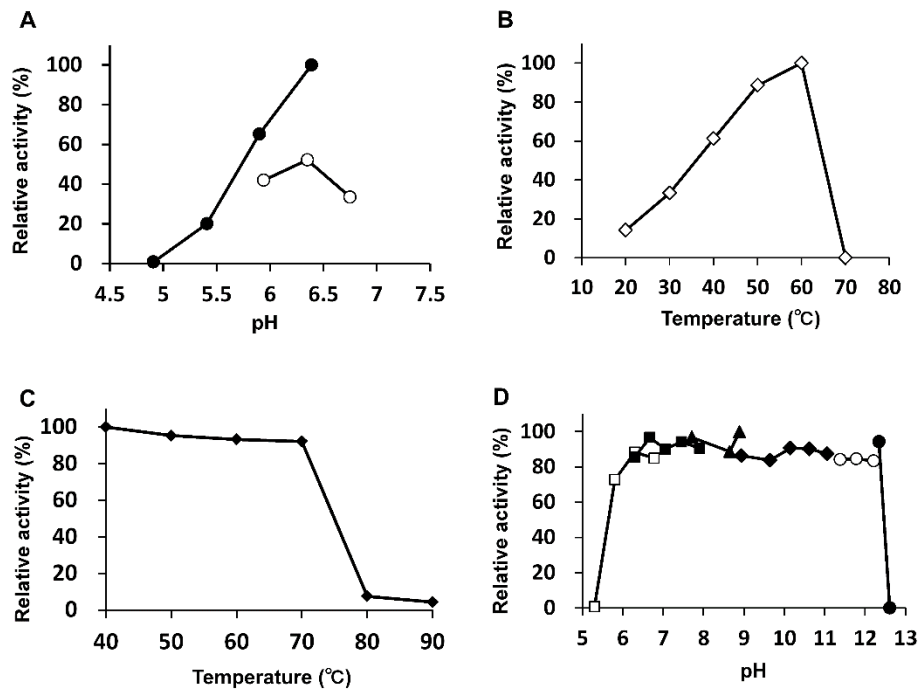 A
Relative activity (%)
100
80
60
40
20
0
4.5 5 5.5 6 6.5 7 7.5
pH
B
Relative activity (%)
100
80
60
40
20
0
10 20 30 40 50 60 70 80
Temperature (℃)
C
Relative activity (%)
100
80
60
40
20
0
40 50 60 70 80 90
Temperature (℃)
D
Relative activity (%)
100
80
60
40
20
0
5 6 7 8 9 10 11 12 13
pH